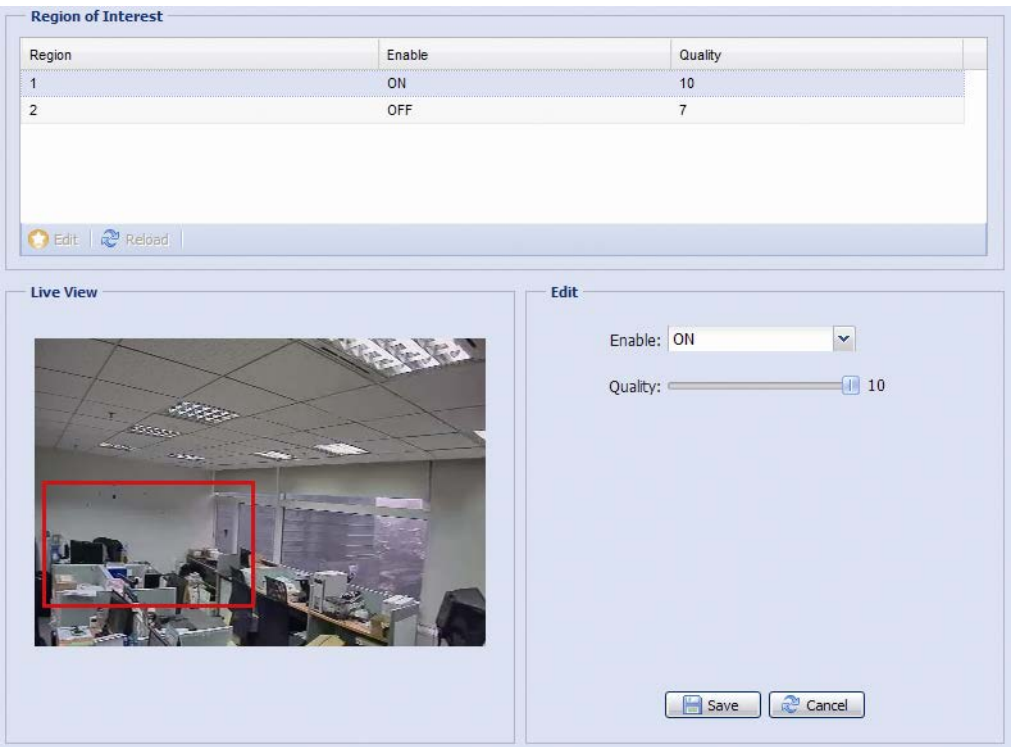 Region of Interest
Region Enable Quality
1 ON 10
2 OFF 7
Edit Reload
Live View
Edit
Enable: ON
Quality: 10
Save Cancel